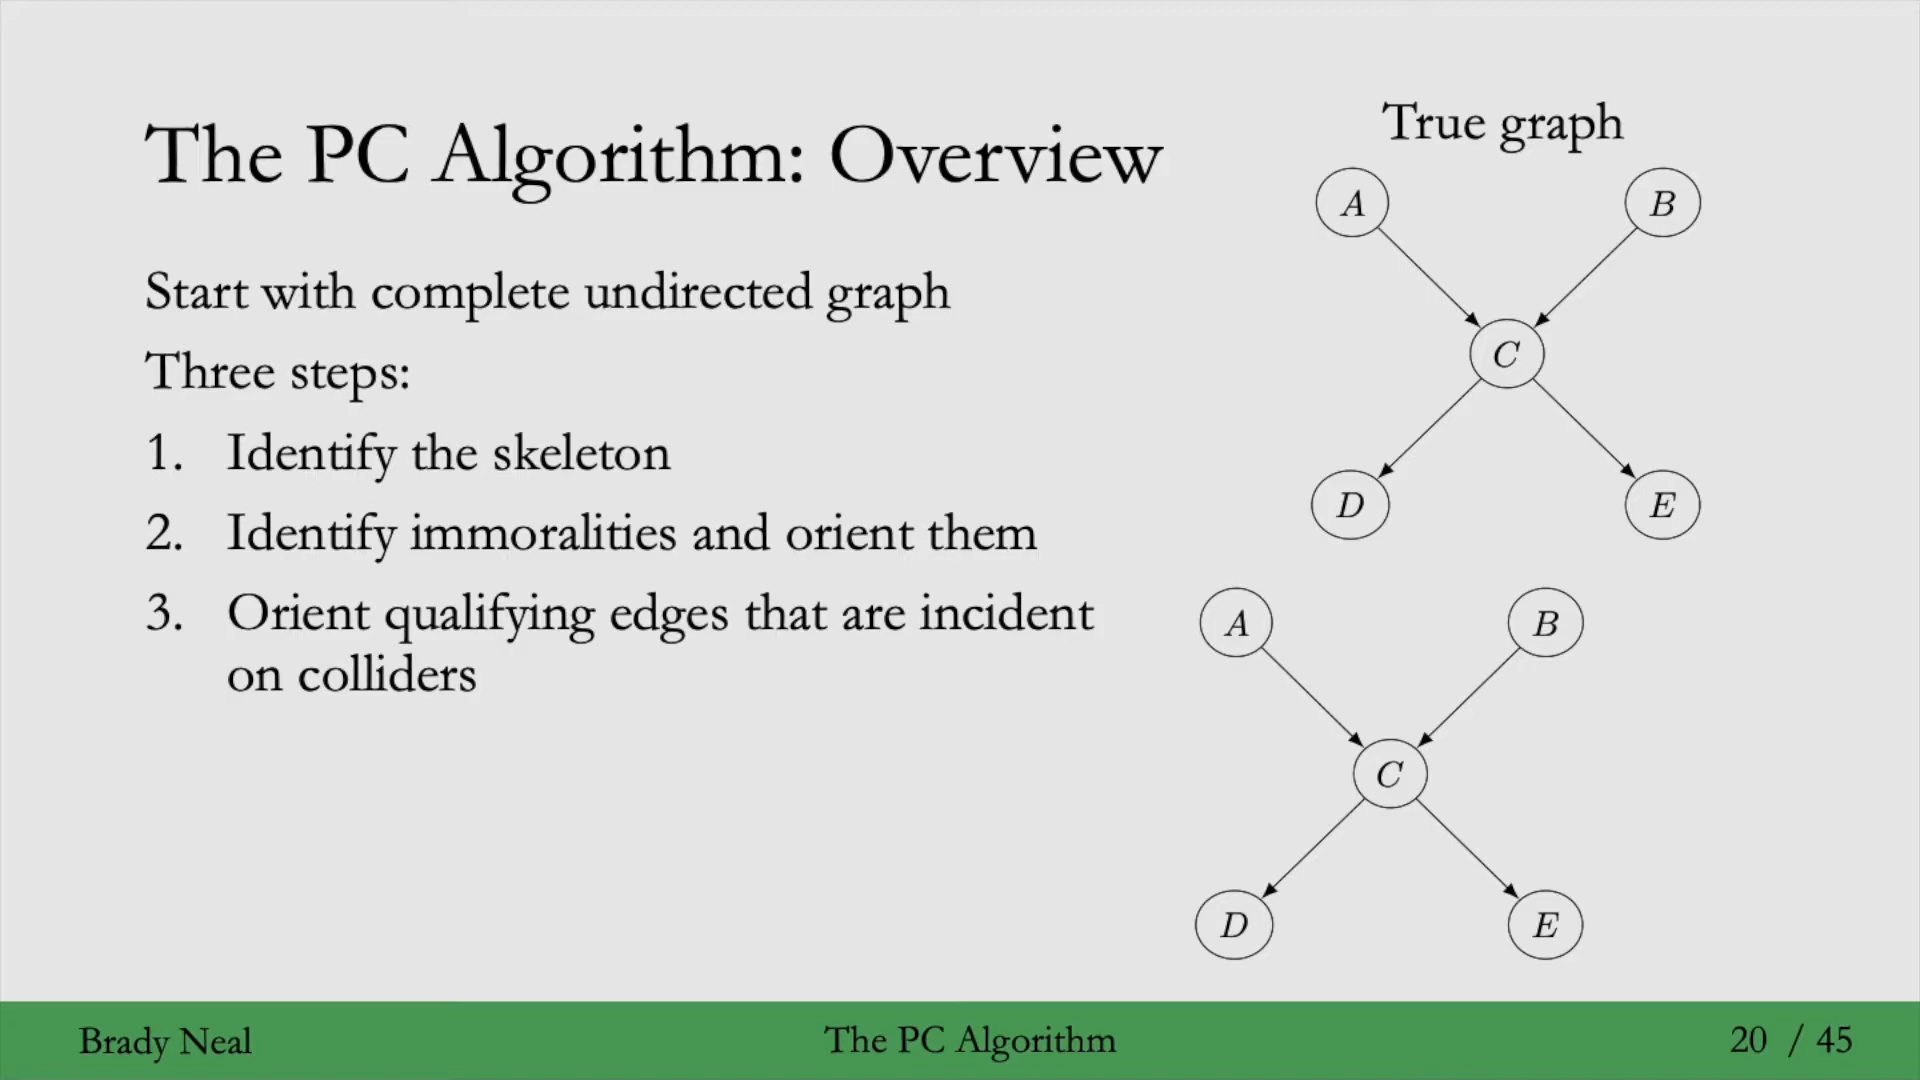 The PC Algorithm: Overview
Start with complete undirected graph
Three steps:
1. Identify the skeleton
2. Identify immoralities and orient them
3. Orient qualifying edges that are incident
on colliders
True graph
A B
C
D E
A B
C
D E
Brady Neal The PC Algorithm 20 / 45